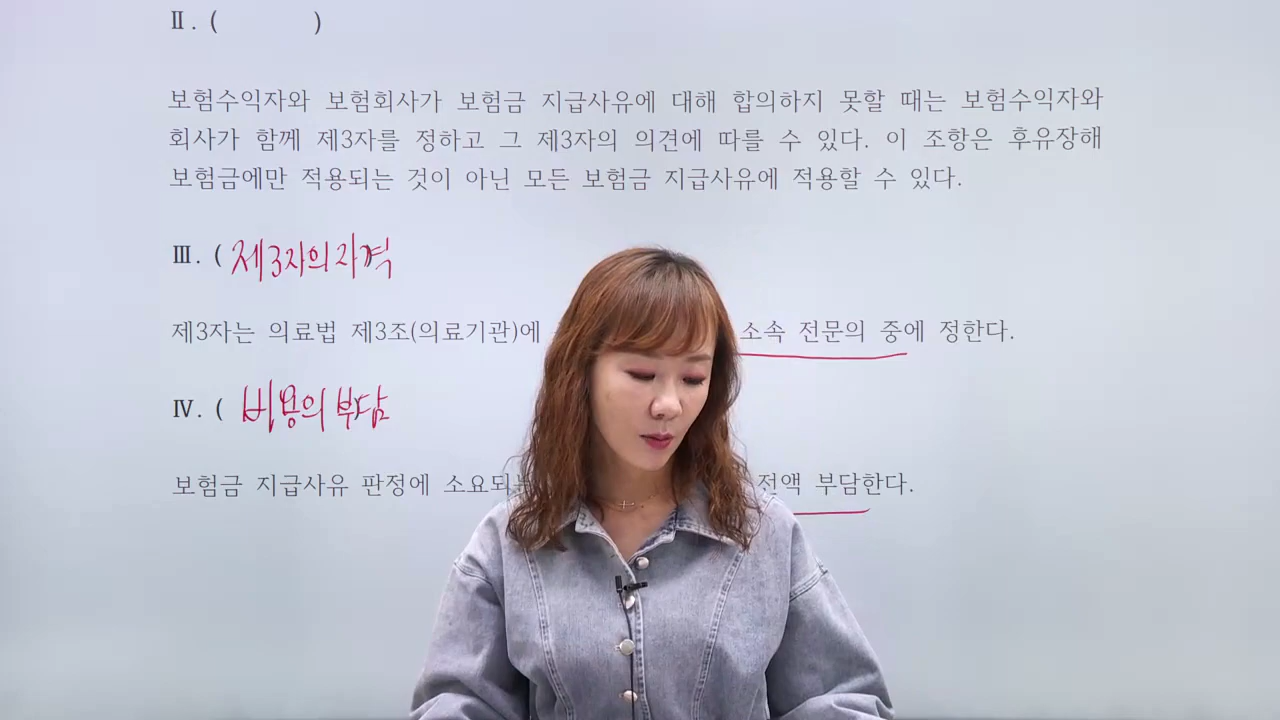 Ⅱ. ( )
보험수익자와 보험회사가 보험금 지급사유에 대해 합의하지 못할 때는 보험수익자와
회사가 함께 제3자를 정하고 그 제3자의 의견에 따를 수 있다. 이 조항은 후유장해
보험금에만 적용되는 것이 아닌 모든 보험금 지급사유에 적용할 수 있다.
Ⅲ. ( 제3자의 자격
제3자는 의료법 제3조(의료기관)에 소속 전문의 중에 정한다.
Ⅳ. ( 비용의 부담
보험금 지급사유 판정에 전액 부담한다.